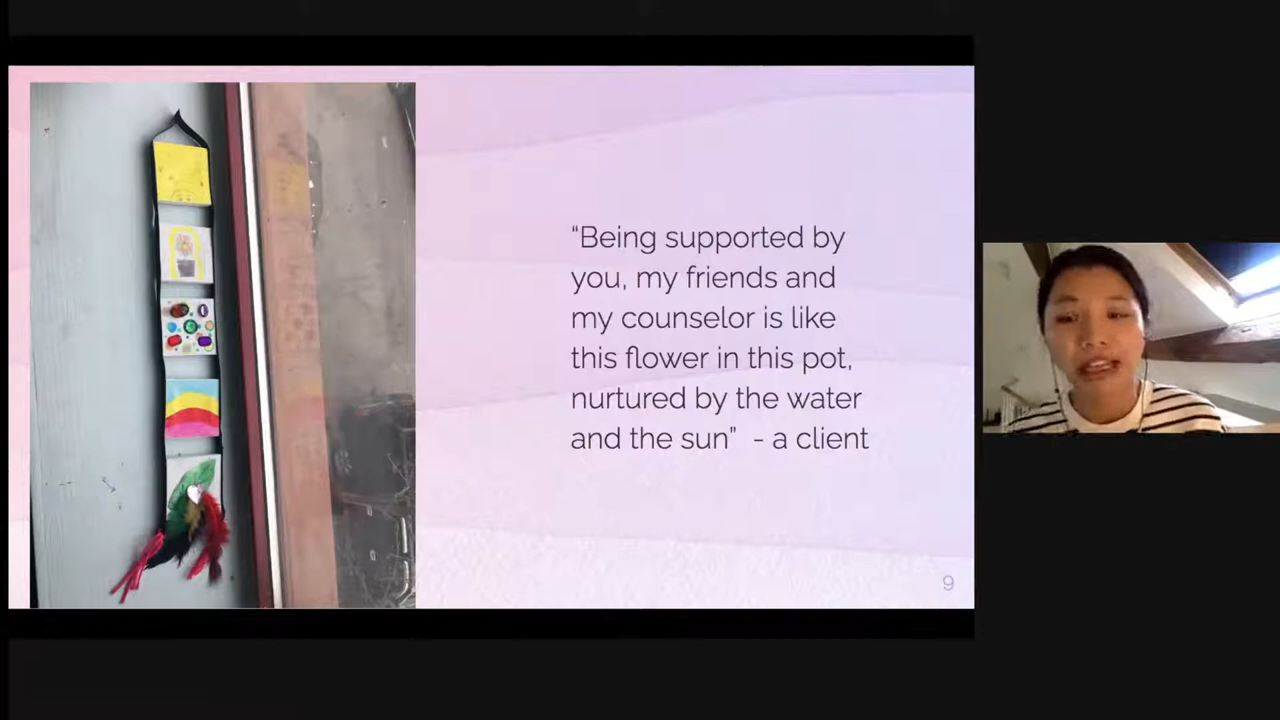 “Being supported by
you, my friends and
my counselor is like
this flower in this pot,
nurtured by the water
and the sun”  - a client
9